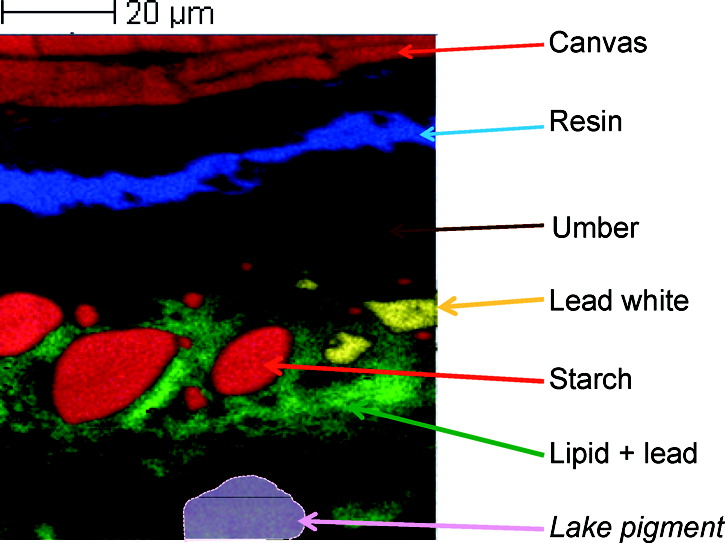 20 µm
Canvas
Resin
Umber
Lead white
Starch
Lipid + lead
Lake pigment